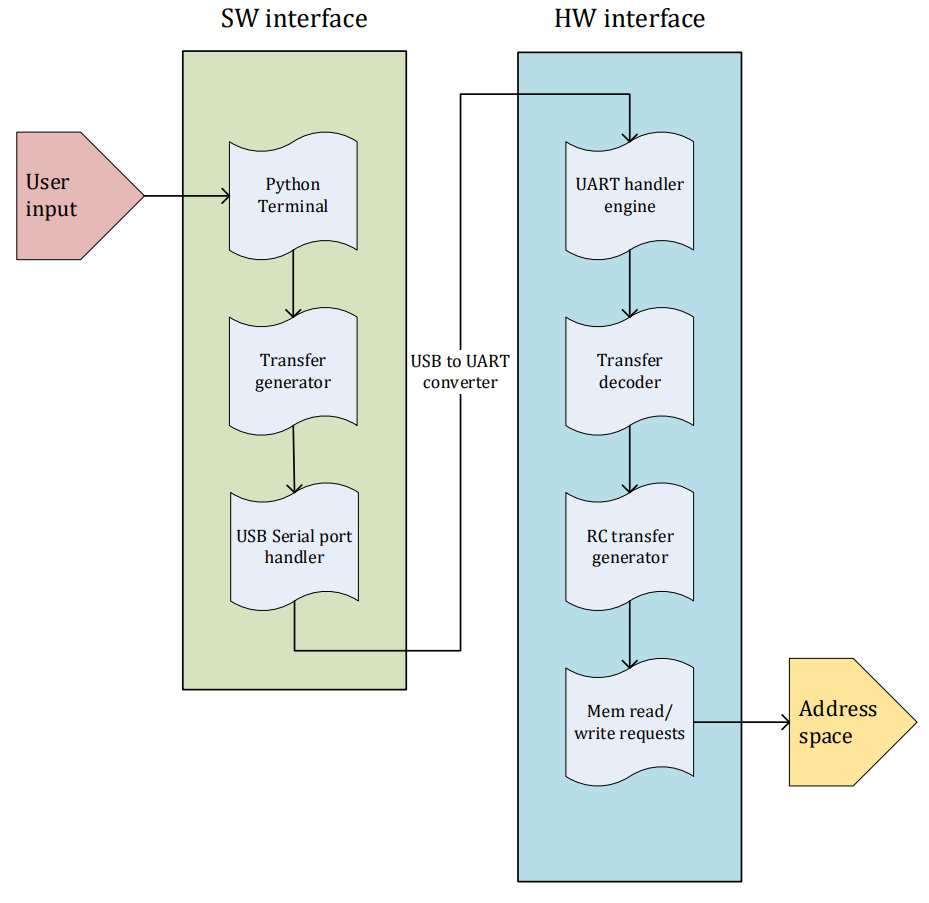 SW interface
HW interface
User
input
Python
Terminal
Transfer
generator
USB Serial port
handler
USB to UART
converter
UART handler
engine
Transfer
decoder
RC transfer
generator
Mem read/
write requests
Address
space